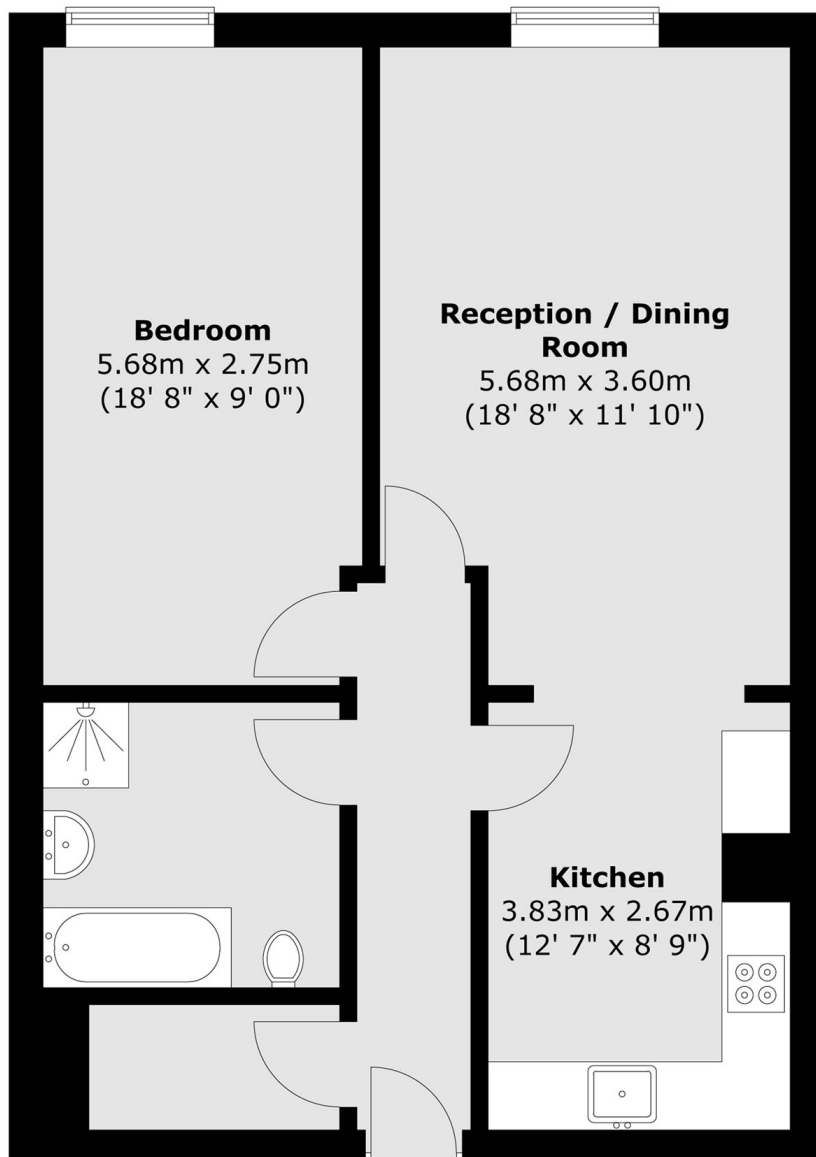 Bedroom
5.68m x 2.75m
(18' 8" x 9' 0")
Reception / Dining
Room
5.68m x 3.60m
(18' 8" x 11' 10")
Kitchen
3.83m x 2.67m
(12' 7" x 8' 9")